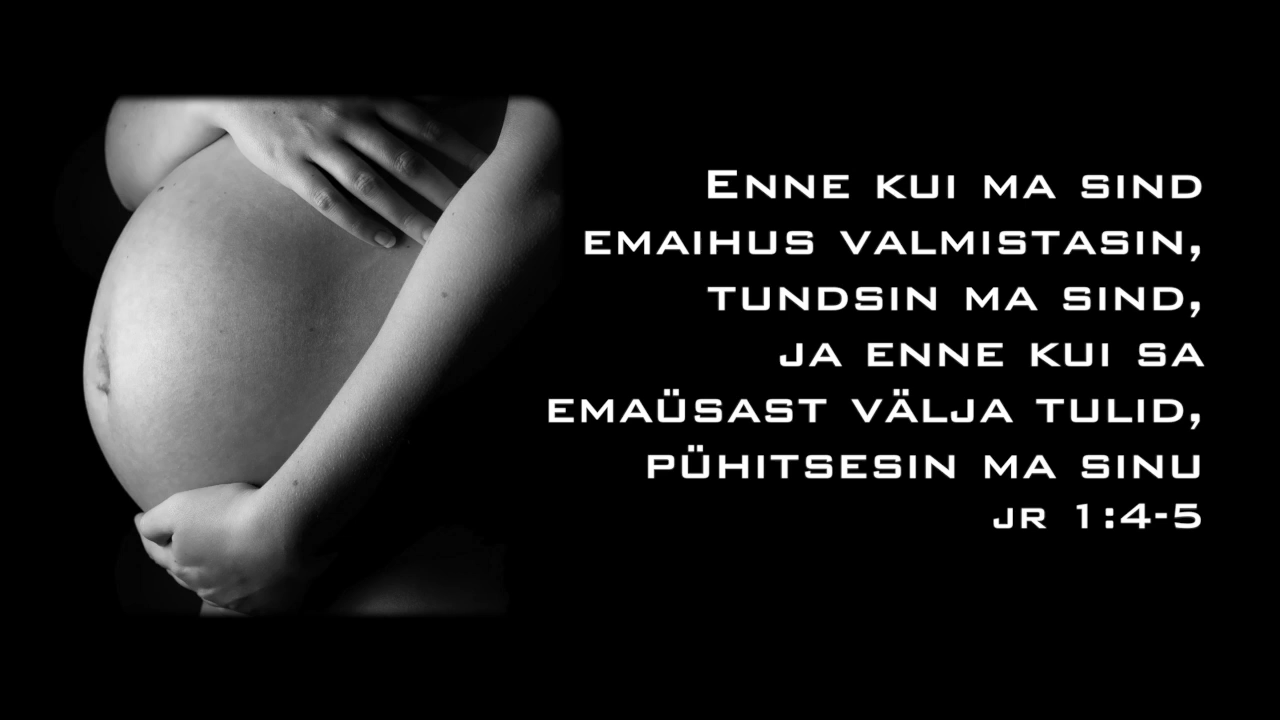 Enne kui ma sind
emaihus valmistasin,
tundsin ma sind,
ja enne kui sa
emaüsast välja tulid,
pühitsesin ma sinu
jr 1:4-5